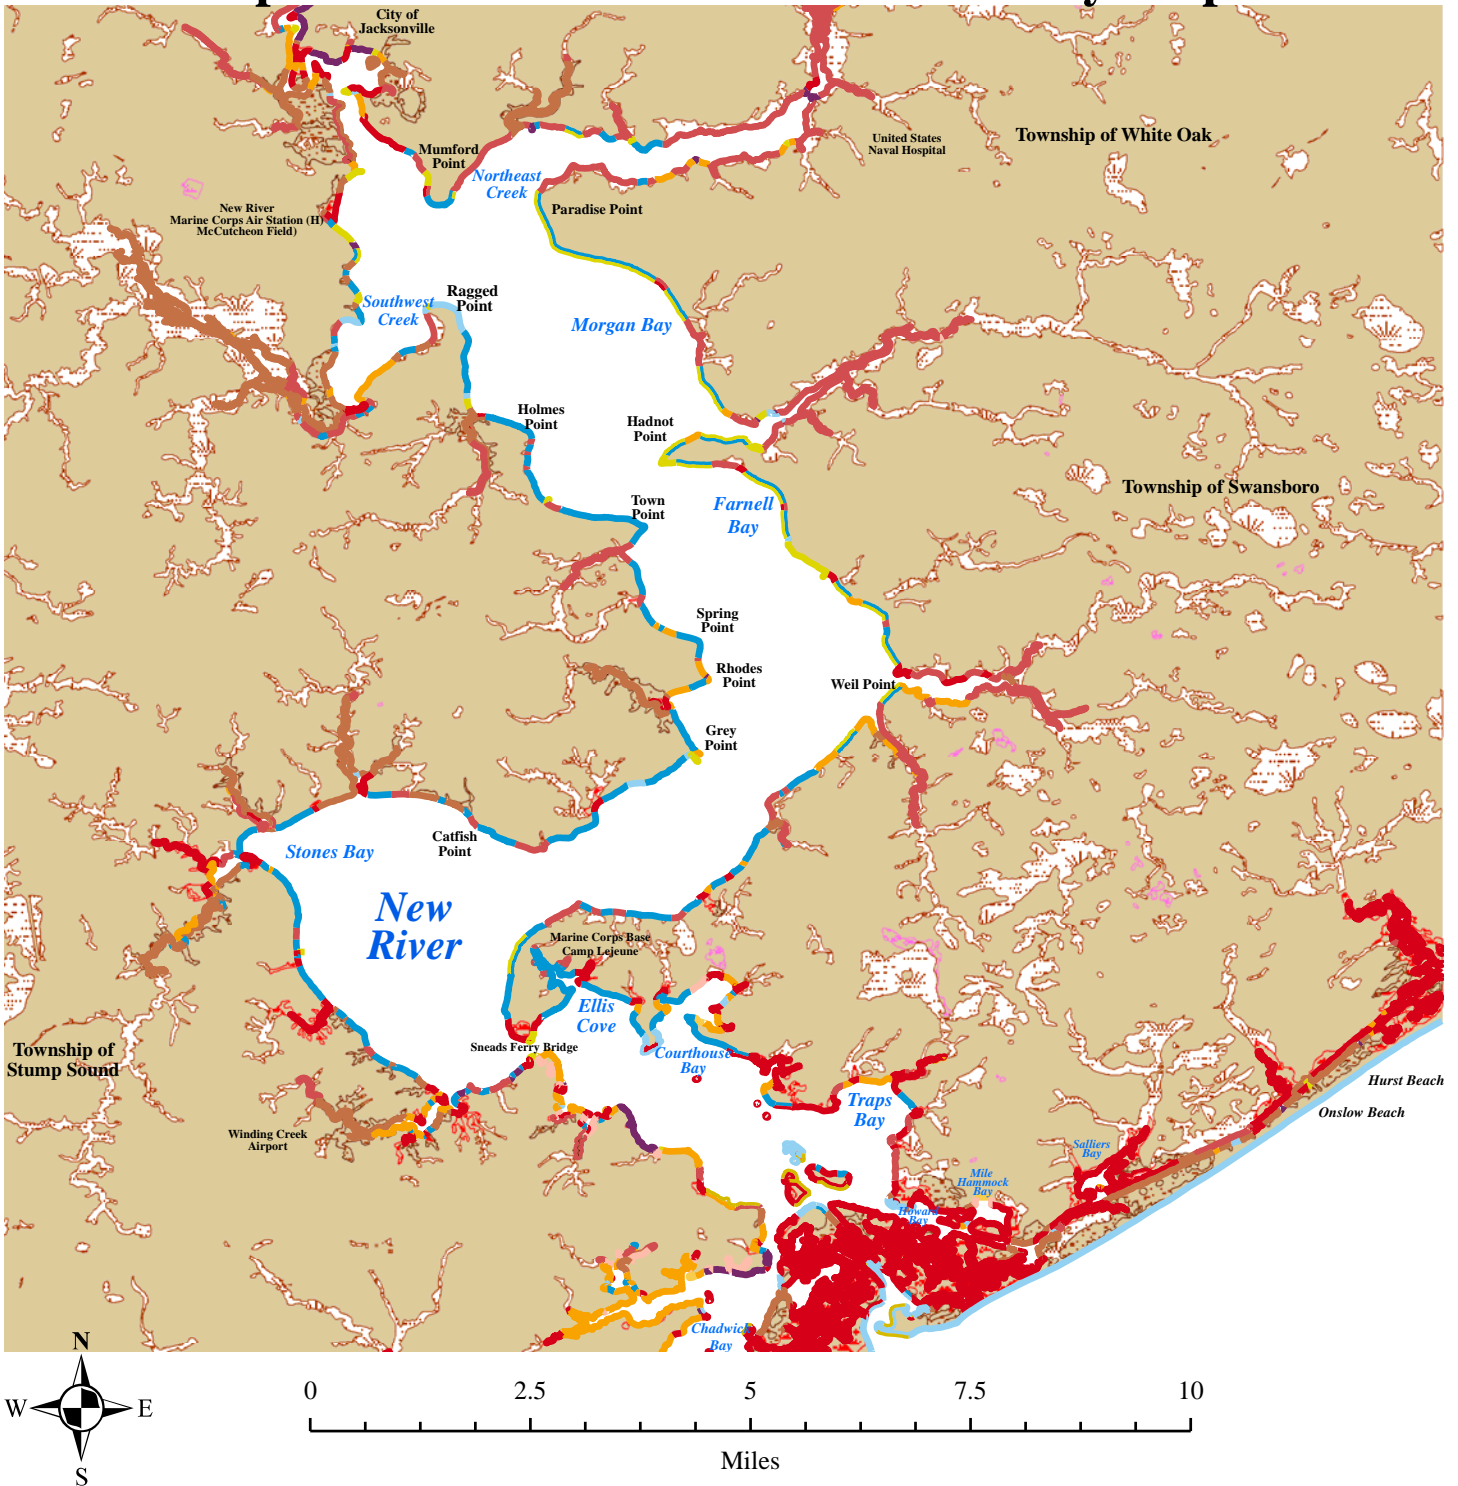 City of
Jacksonville
United States
Naval Hospital
Township of White Oak
Mumford
Point
Northeast
Creek
Paradise Point
New River
Marine Corps Air Station (H)
McCutcheon Field)
Ragged
Point
Southwest
Creek
Morgan Bay
Holmes
Point
Hadnot
Point
Township of Swansboro
Town
Point
Farnell
Bay
Spring
Point
Rhodes
Point
Weil Point
Grey
Point
Catfish
Point
Stones Bay
New
River
Marine Corps Base
Camp Lejeune
Ellis
Cove
Township of
Stump Sound
Sneads Ferry Bridge
Courthouse
Bay
Hurst Beach
Traps
Bay
Onslow Beach
Winding Creek
Airport
Salliers
Bay
Mile
Hammock
Bay
Howard
Bay
Chadwick
Bay
N
W E
S
0 2.5 5 7.5 10
Miles